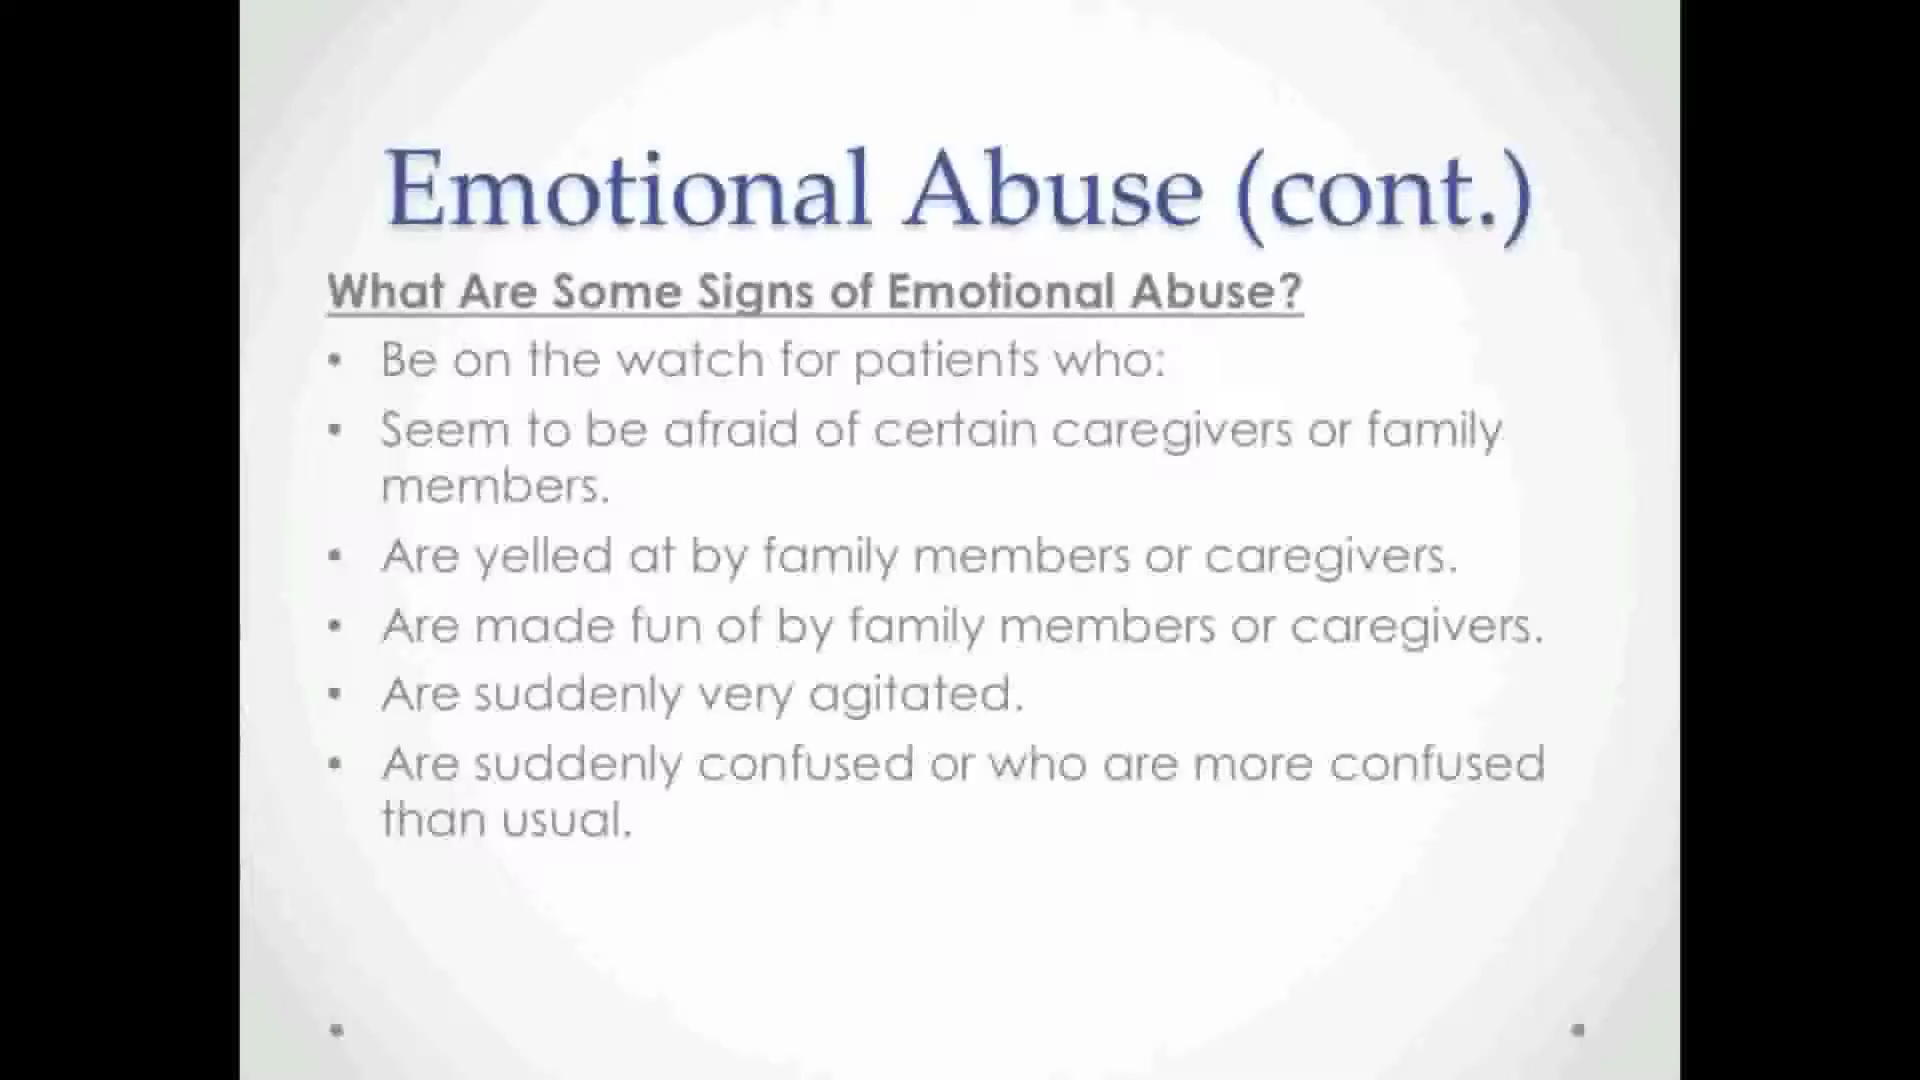 Emotional Abuse (cont.)
What Are Some Signs of Emotional Abuse?
• Be on the watch for patients who:
• Seem to be afraid of certain caregivers or family
members.
• Are yelled at by family members or caregivers.
• Are made fun of by family members or caregivers.
• Are suddenly very agitated.
• Are suddenly confused or who are more confused
than usual.